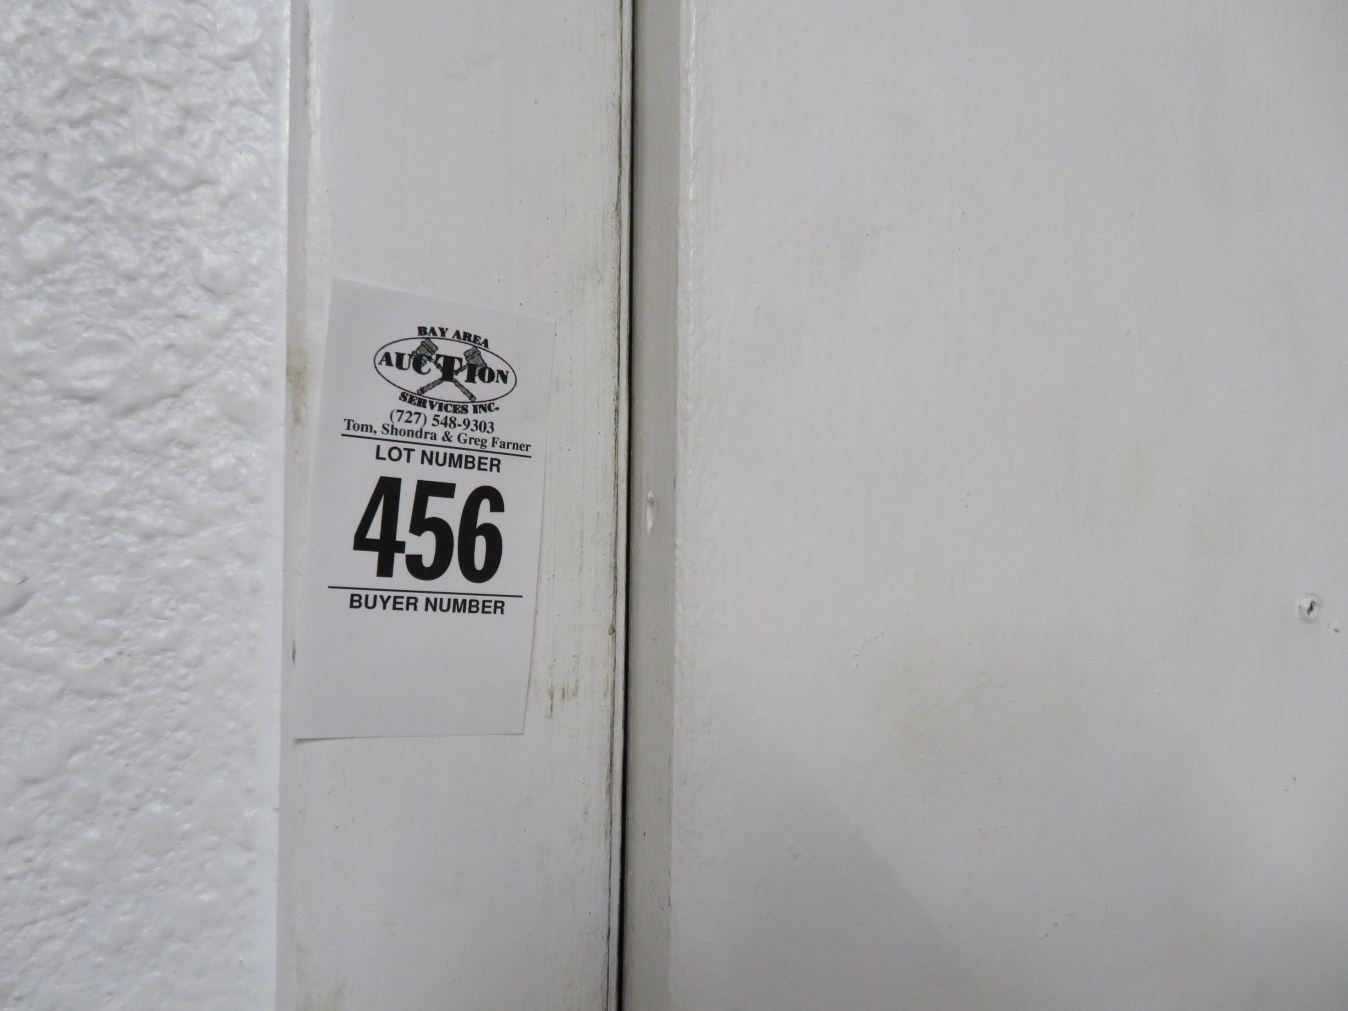 BAY AREA
AUCTION
SERVICES INC.
(727) 548-9303
Tom, Shondra & Greg Farner
LOT NUMBER
456
BUYER NUMBER